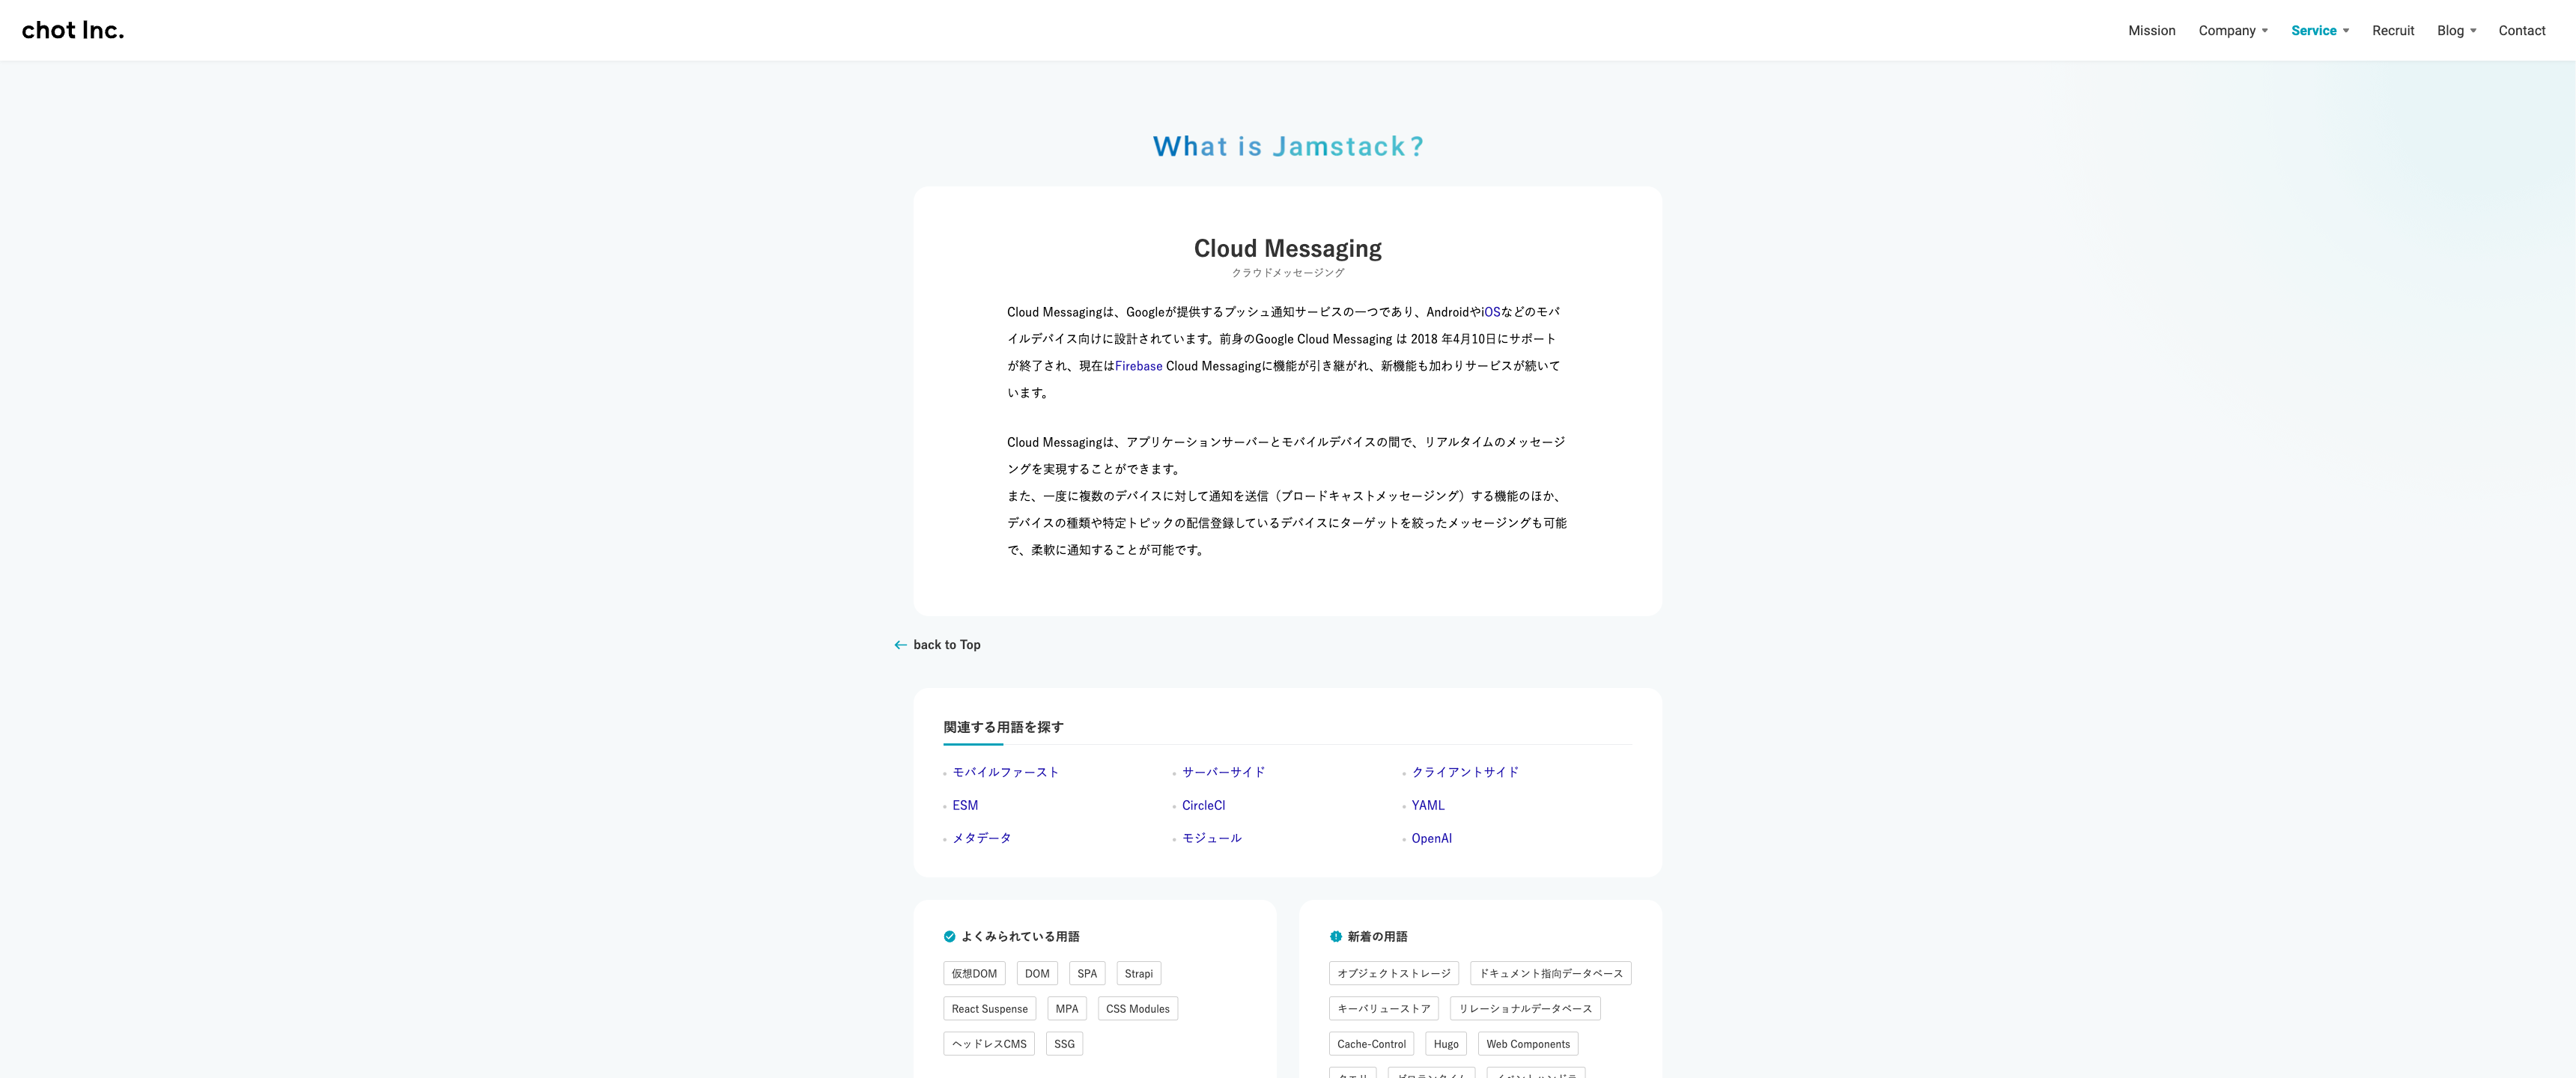 chot Inc.
Mission Company Service Recruit Blog Contact
What is Jamstack?
Cloud Messaging
クラウドメッセージング
Cloud Messagingは、Googleが提供するプッシュ通知サービスの一つであり、AndroidやiOSなどのモバ
イルデバイス向けに設計されています。前身のGoogle Cloud Messaging は 2018 年4月10日にサポート
が終了され、現在はFirebase Cloud Messagingに機能が引き継がれ、新機能も加わりサービスが続いて
います。
Cloud Messagingは、アプリケーションサーバーとモバイルデバイスの間で、リアルタイムのメッセージ
ングを実現することができます。
また、一度に複数のデバイスに対して通知を送信（ブロードキャストメッセージング）する機能のほか、
デバイスの種類や特定トピックの配信登録しているデバイスにターゲットを絞ったメッセージングも可能
で、柔軟に通知することが可能です。
back to Top
関連する用語を探す
モバイルファースト サーバーサイド クライアントサイド
ESM CircleCI YAML
メタデータ モジュール OpenAI
よくみられている用語
仮想DOM DOM SPA Strapi
React Suspense MPA CSS Modules
ヘッドレスCMS SSG
新着の用語
オブジェクトストレージ ドキュメント指向データベース
キーバリューストア リレーショナルデータベース
Cache-Control Hugo Web Components